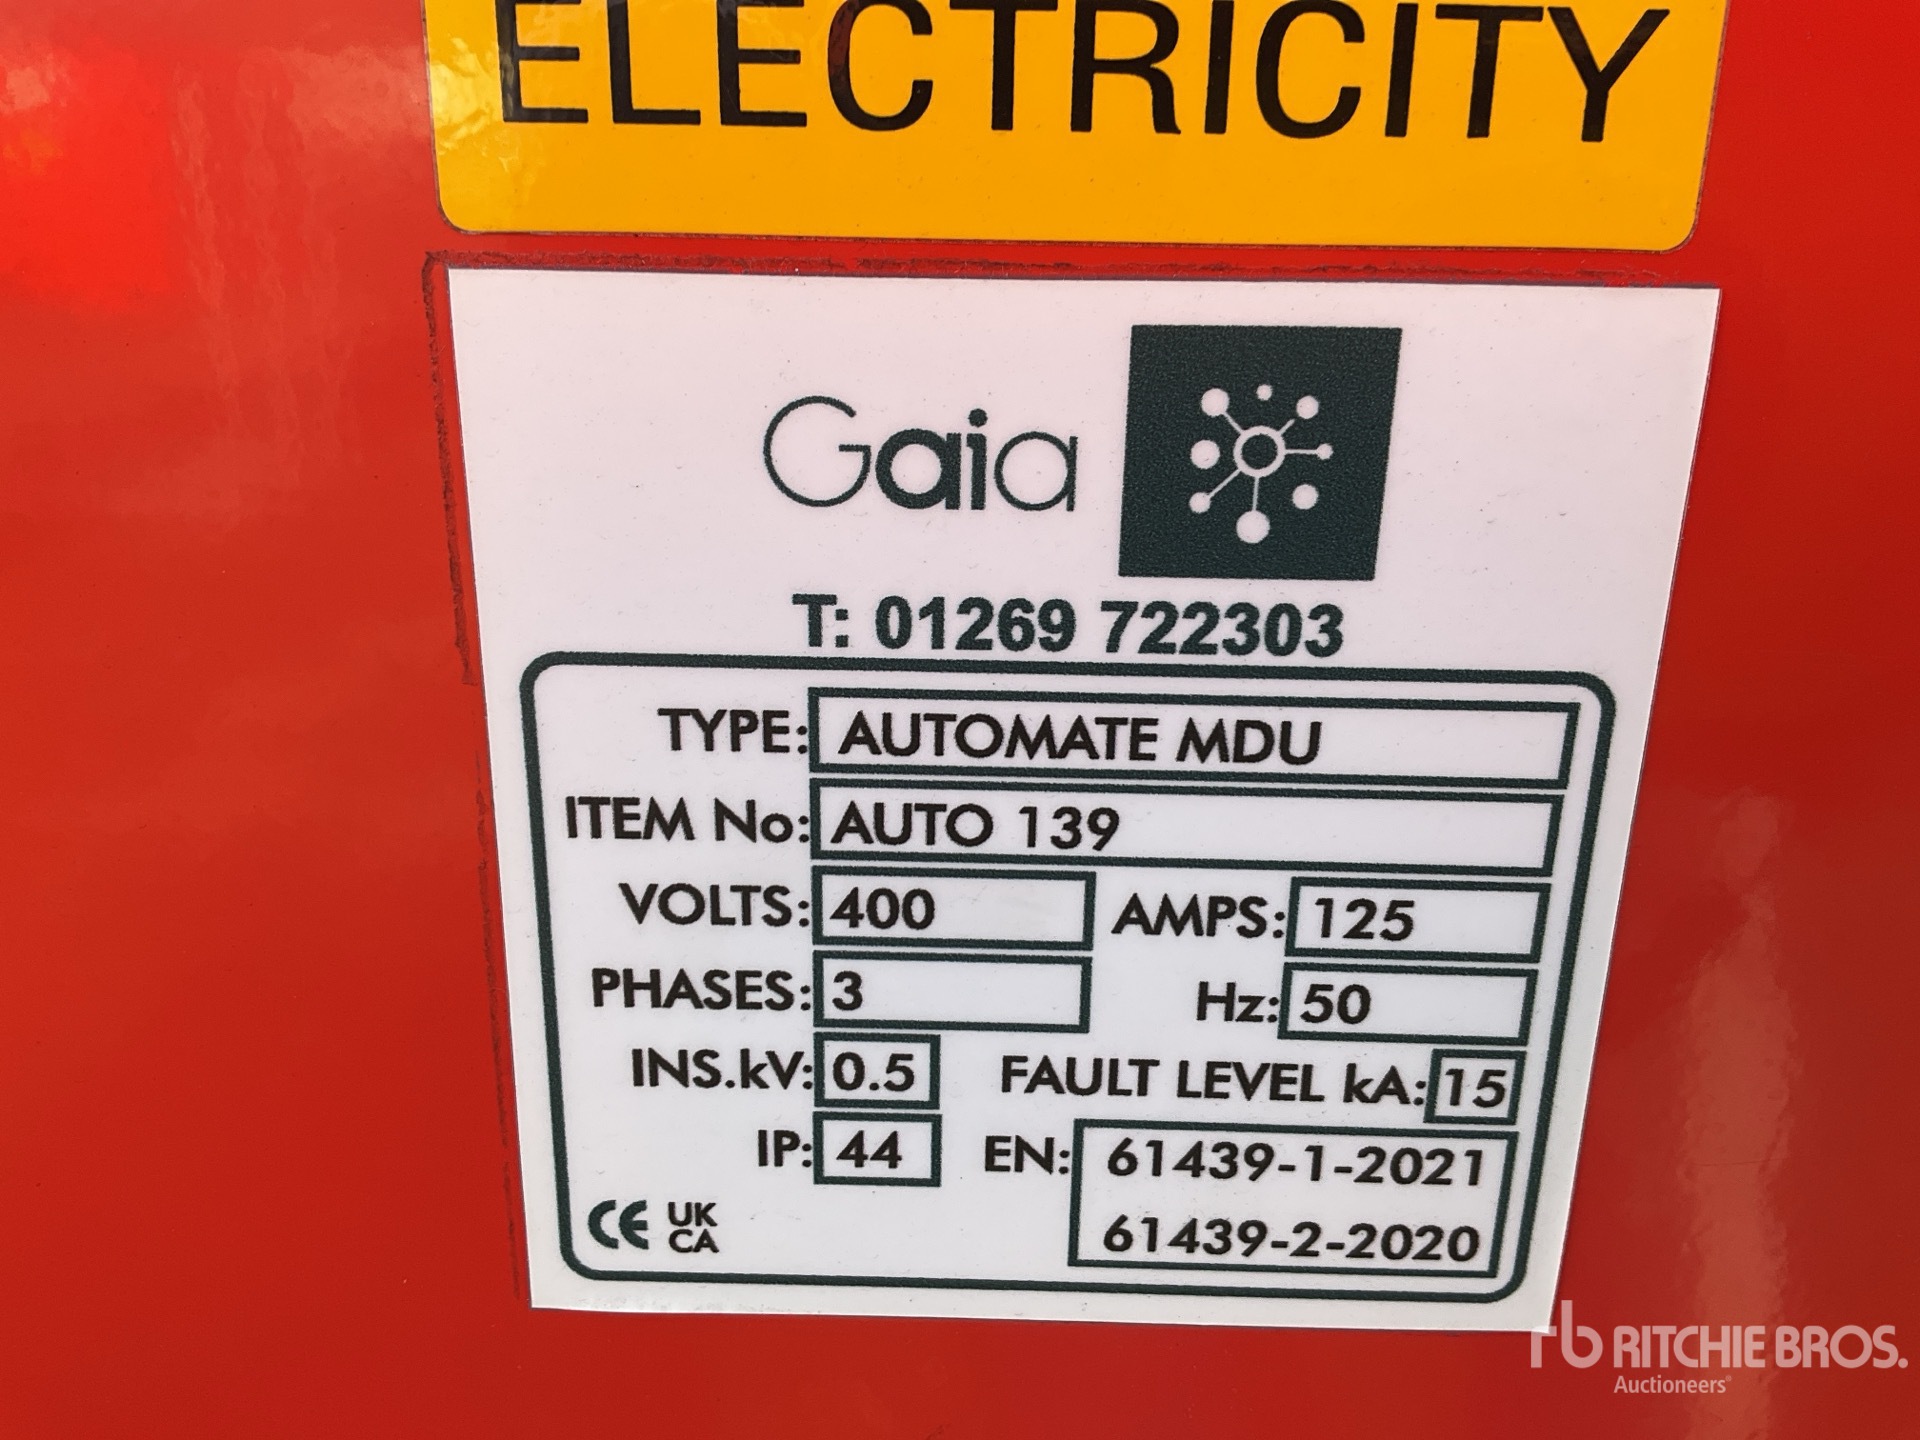 ELECTRICITY
Gaia
T: 01269 722303
TYPE: AUTOMATE MDU
ITEM No: AUTO 139
VOLTS: 400 AMPS: 125
PHASES: 3 Hz: 50
INS.kV: 0.5 FAULT LEVEL kA: 15
IP: 44 EN: 61439-1-2021
61439-2-2020
CE UK
CA
rb RITCHIE BROS.
Auctioneers